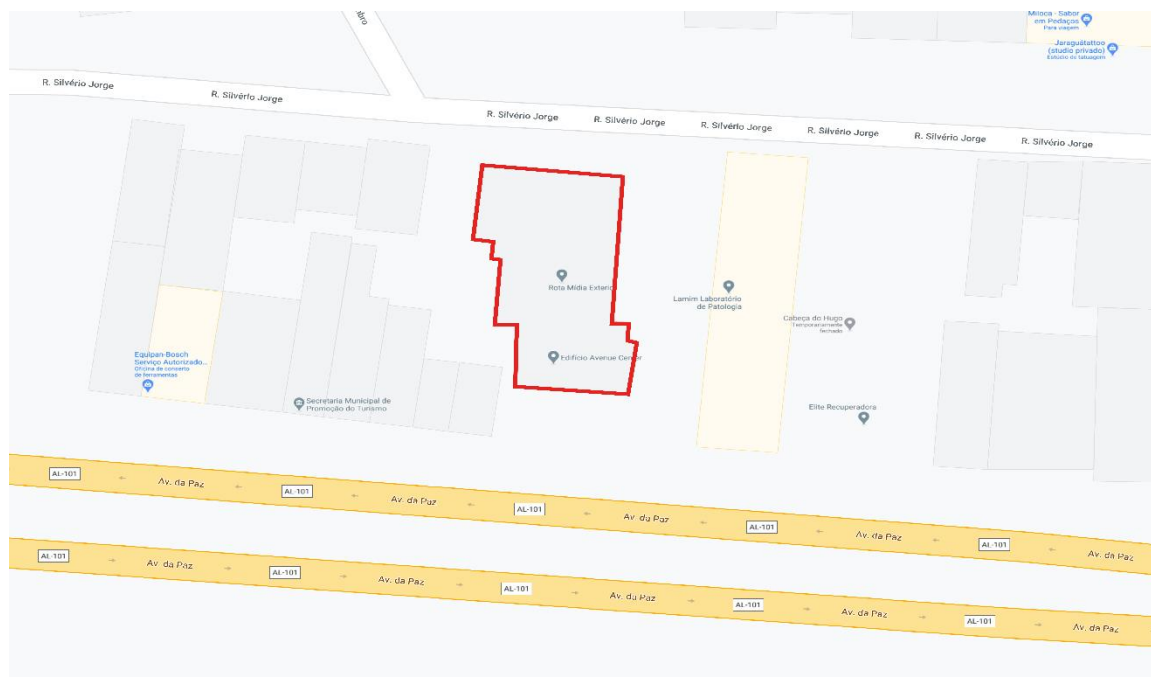 bro
Miloca - Sabor
em Pedaços
Para viagem
Jaraguátattoo
(studio privado)
Estúdio de tatuagem
R. Silvério Jorge
R. Silvério Jorge
R. Silvério Jorge
R. Silvério Jorge
R. Silvério Jorge
R. Silvério Jorge
R. Silvério Jorge
R. Silvério Jorge
Rota Mídia Exterio
Lamim Laboratório
de Patologia
Cabeça do Hugo
Temporariamente
fechado
Equipan-Bosch
Serviço Autorizado...
Oficina de conserto
de ferramentas
Edifício Avenue Center
Secretaria Municipal de
Promoção do Turismo
Elite Recuperadora
AL-101
Av. da Paz
AL-101
Av. da Paz
AL-101
Av. da Paz
AL-101
Av. da Paz
AL-101
Av. da Paz
AL-101
Av. da Paz
AL-101
Av. da Paz
AL-101
Av. da Paz
AL-101
Av. da Paz
AL-101
Av. da Paz